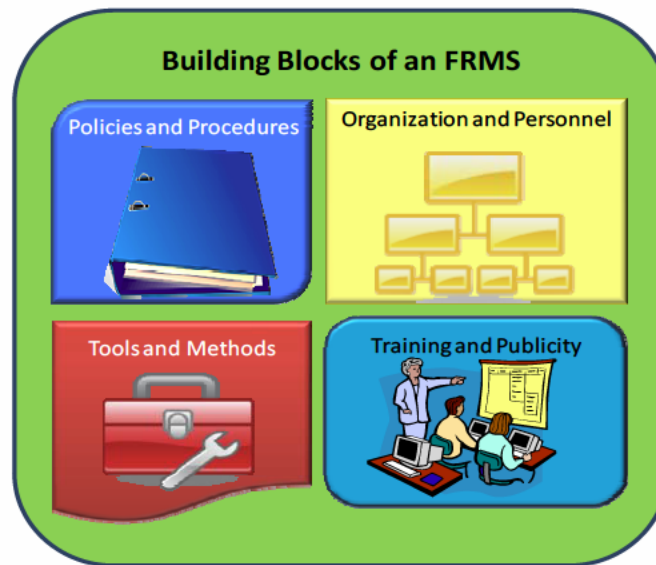 Building Blocks of an FRMS
Policies and Procedures
Organization and Personnel
Tools and Methods
Training and Publicity